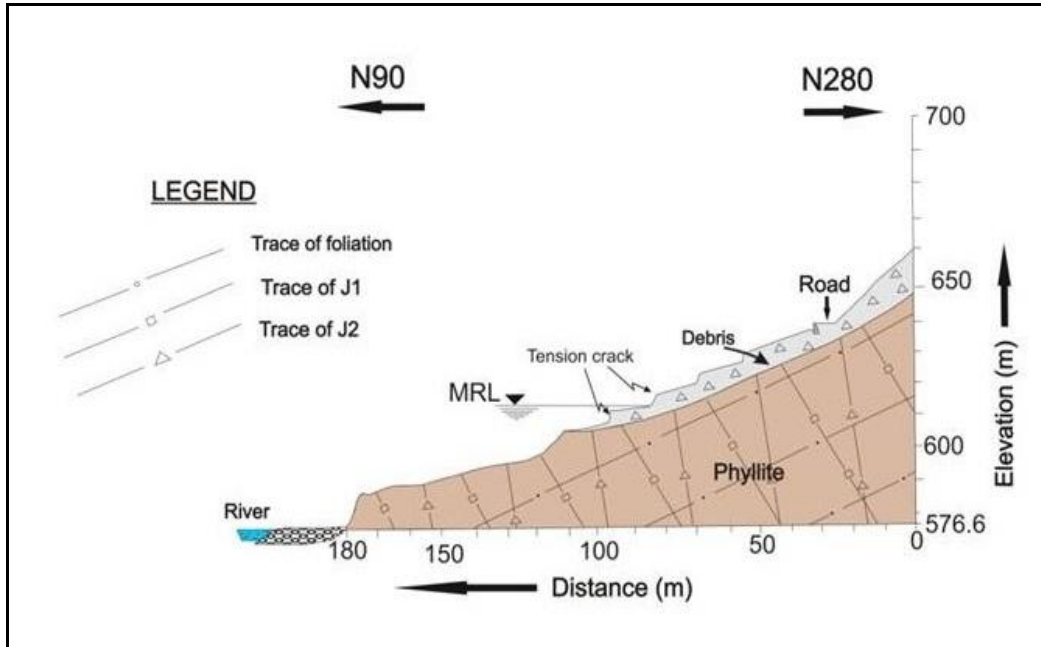 N90
N280
700
LEGEND
Trace of foliation
Trace of J1
Trace of J2
650
Road
Debris
Tension crack
MRL
600
Phyllite
Elevation (m)
River
576.6
180
150
100
50
0
Distance (m)